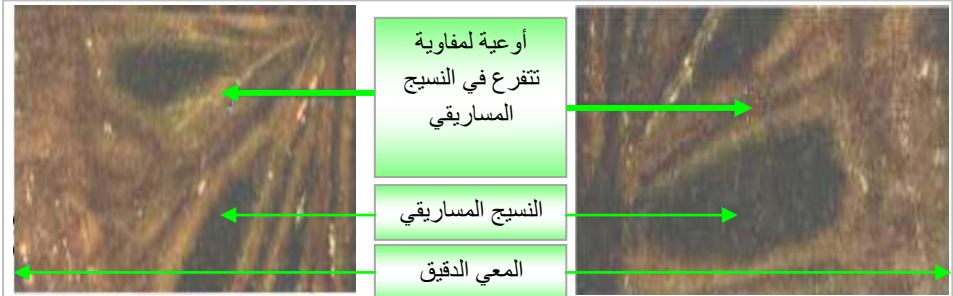 أوعية لمفاوية
تتفرع في النسيج
المساريقي
النسيج المساريقي
المعي الدقيق